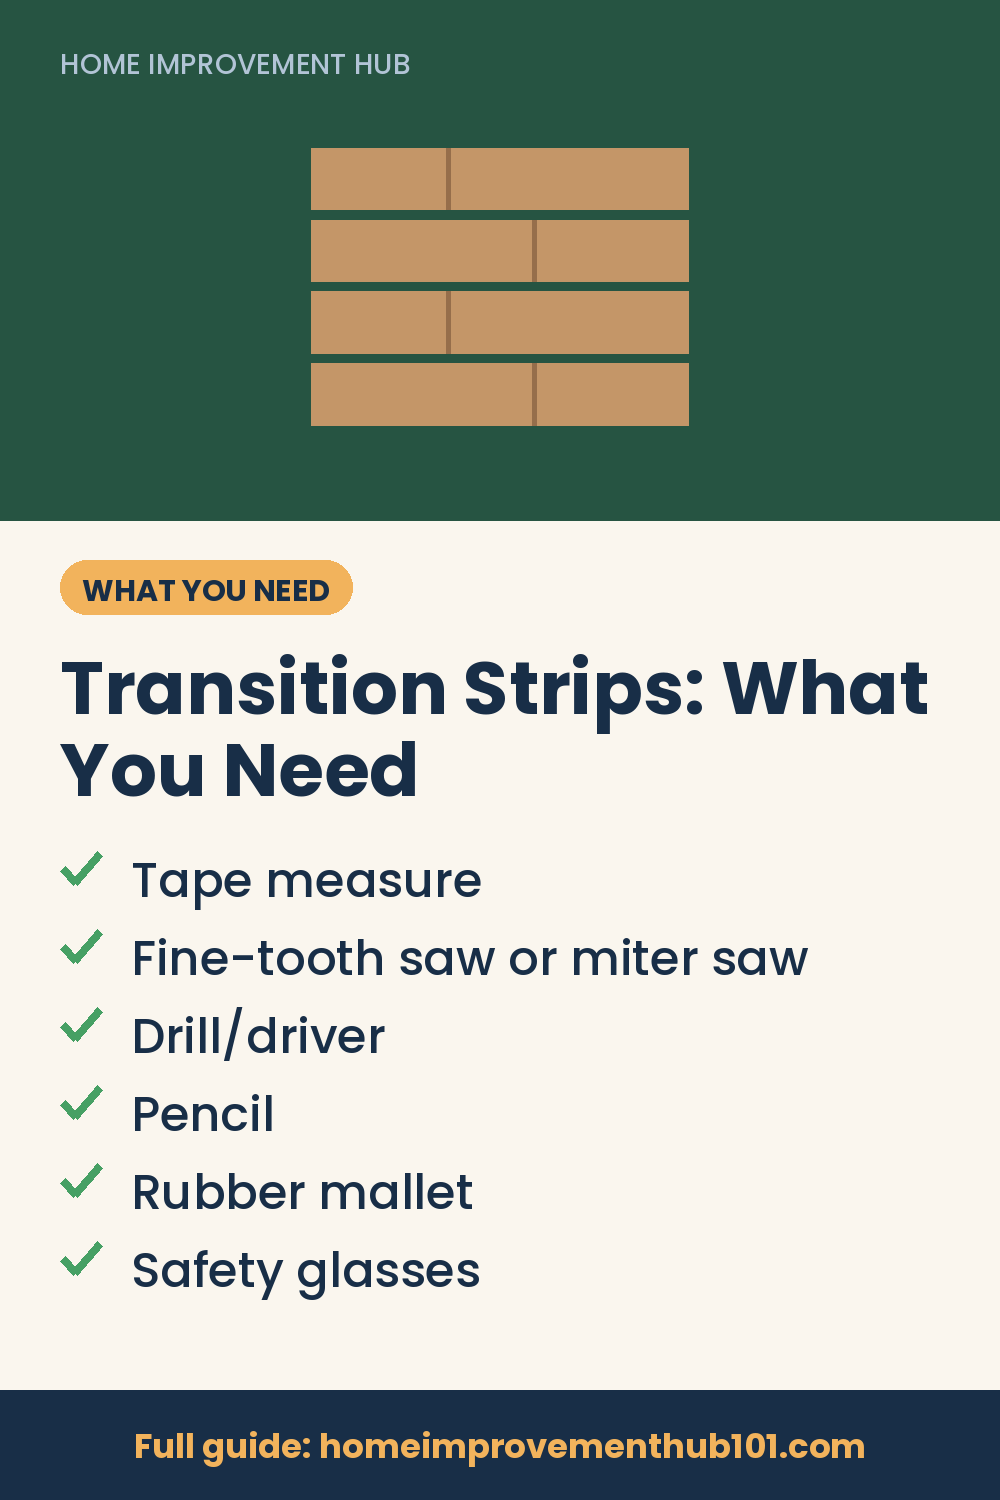 HOME IMPROVEMENT HUB
WHAT YOU NEED
Transition Strips: What
You Need
Tape measure
Fine-tooth saw or miter saw
Drill/driver
Pencil
Rubber mallet
Safety glasses
Full guide: homeimprovementhub101.com